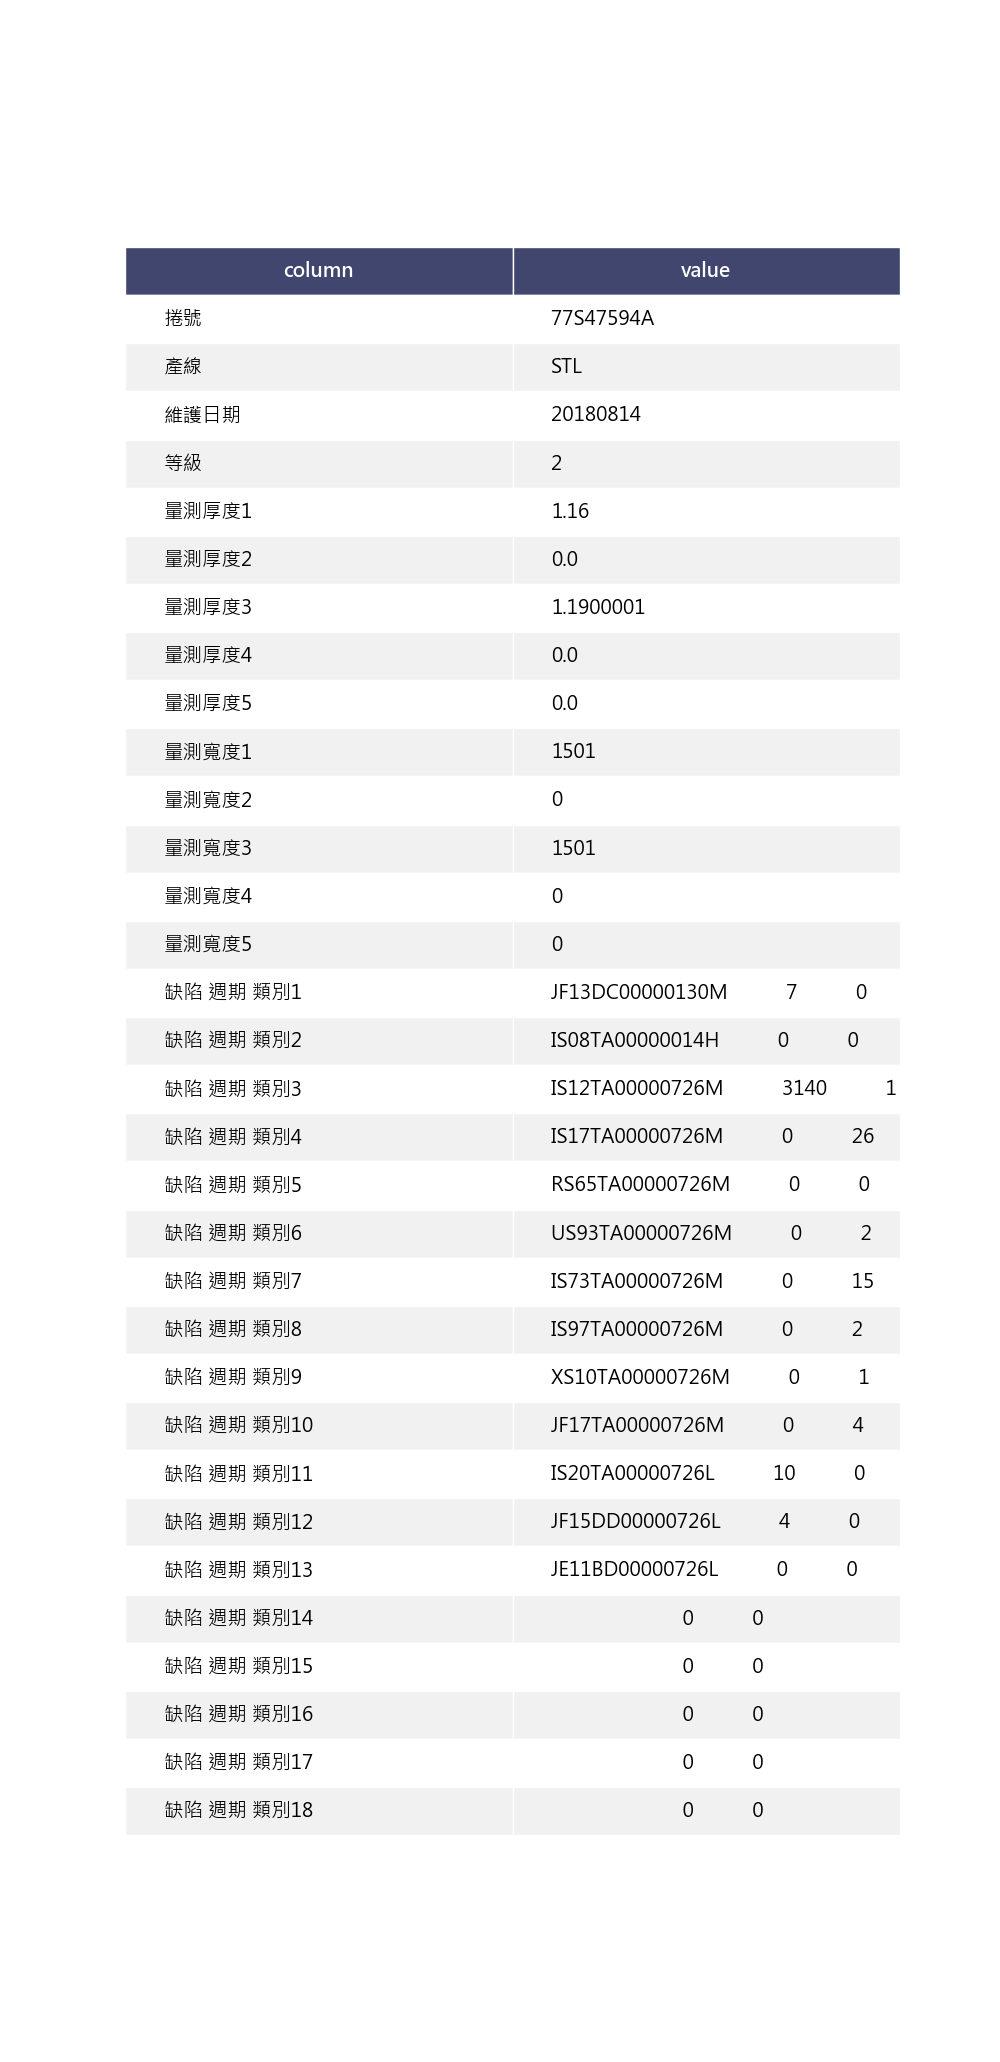 column value
捲號 77S47594A
產線 STL
維護日期 20180814
等級 2
量測厚度1 1.16
量測厚度2 0.0
量測厚度3 1.1900001
量測厚度4 0.0
量測厚度5 0.0
量測寬度1 1501
量測寬度2 0
量測寬度3 1501
量測寬度4 0
量測寬度5 0
缺陷 週期 類別1 JF13DC00000130M 7 0
缺陷 週期 類別2 IS08TA00000014H 0 0
缺陷 週期 類別3 IS12TA00000726M 3140 1
缺陷 週期 類別4 IS17TA00000726M 0 26
缺陷 週期 類別5 RS65TA00000726M 0 0
缺陷 週期 類別6 US93TA00000726M 0 2
缺陷 週期 類別7 IS73TA00000726M 0 15
缺陷 週期 類別8 IS97TA00000726M 0 2
缺陷 週期 類別9 XS10TA00000726M 0 1
缺陷 週期 類別10 JF17TA00000726M 0 4
缺陷 週期 類別11 IS20TA00000726L 10 0
缺陷 週期 類別12 JF15DD00000726L 4 0
缺陷 週期 類別13 JE11BD00000726L 0 0
缺陷 週期 類別14 0 0
缺陷 週期 類別15 0 0
缺陷 週期 類別16 0 0
缺陷 週期 類別17 0 0
缺陷 週期 類別18 0 0